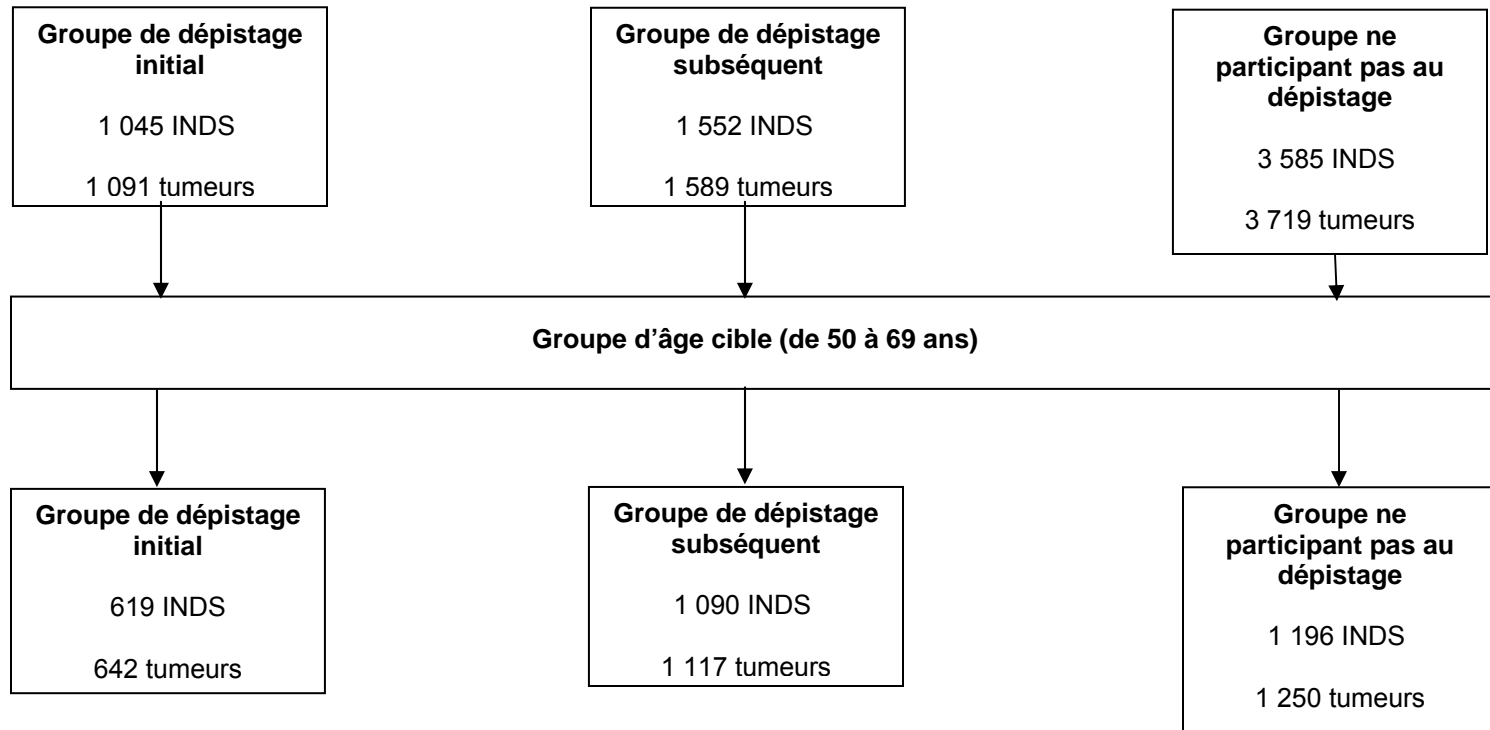 Groupe de dépistage
initial
1 045 INDS
1 091 tumeurs
Groupe de dépistage
subséquent
1 552 INDS
1 589 tumeurs
Groupe ne
participant pas au
dépistage
3 585 INDS
3 719 tumeurs
Groupe d’âge cible (de 50 à 69 ans)
Groupe de dépistage
initial
619 INDS
642 tumeurs
Groupe de dépistage
subséquent
1 090 INDS
1 117 tumeurs
Groupe ne
participant pas au
dépistage
1 196 INDS
1 250 tumeurs